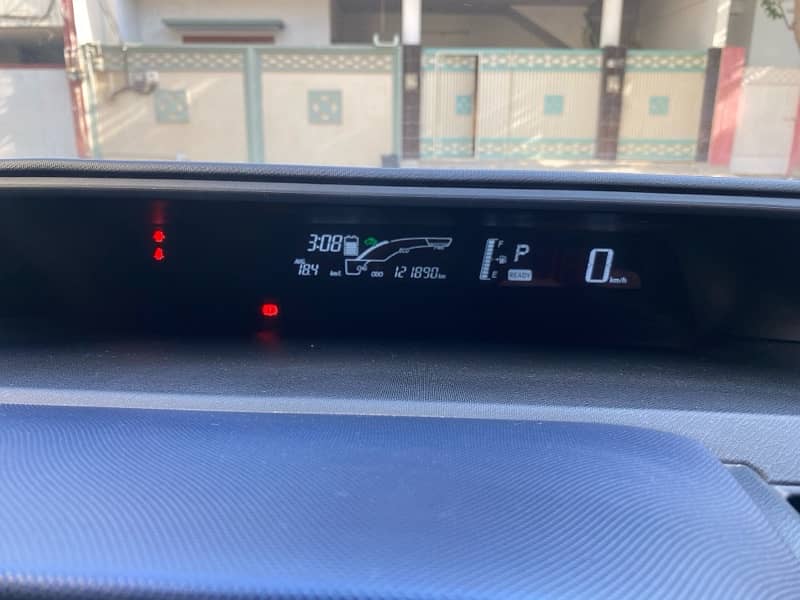 3:08
AVG
18.4 km/L
ODO 121890 km
F
E
P
READY
0 km/h